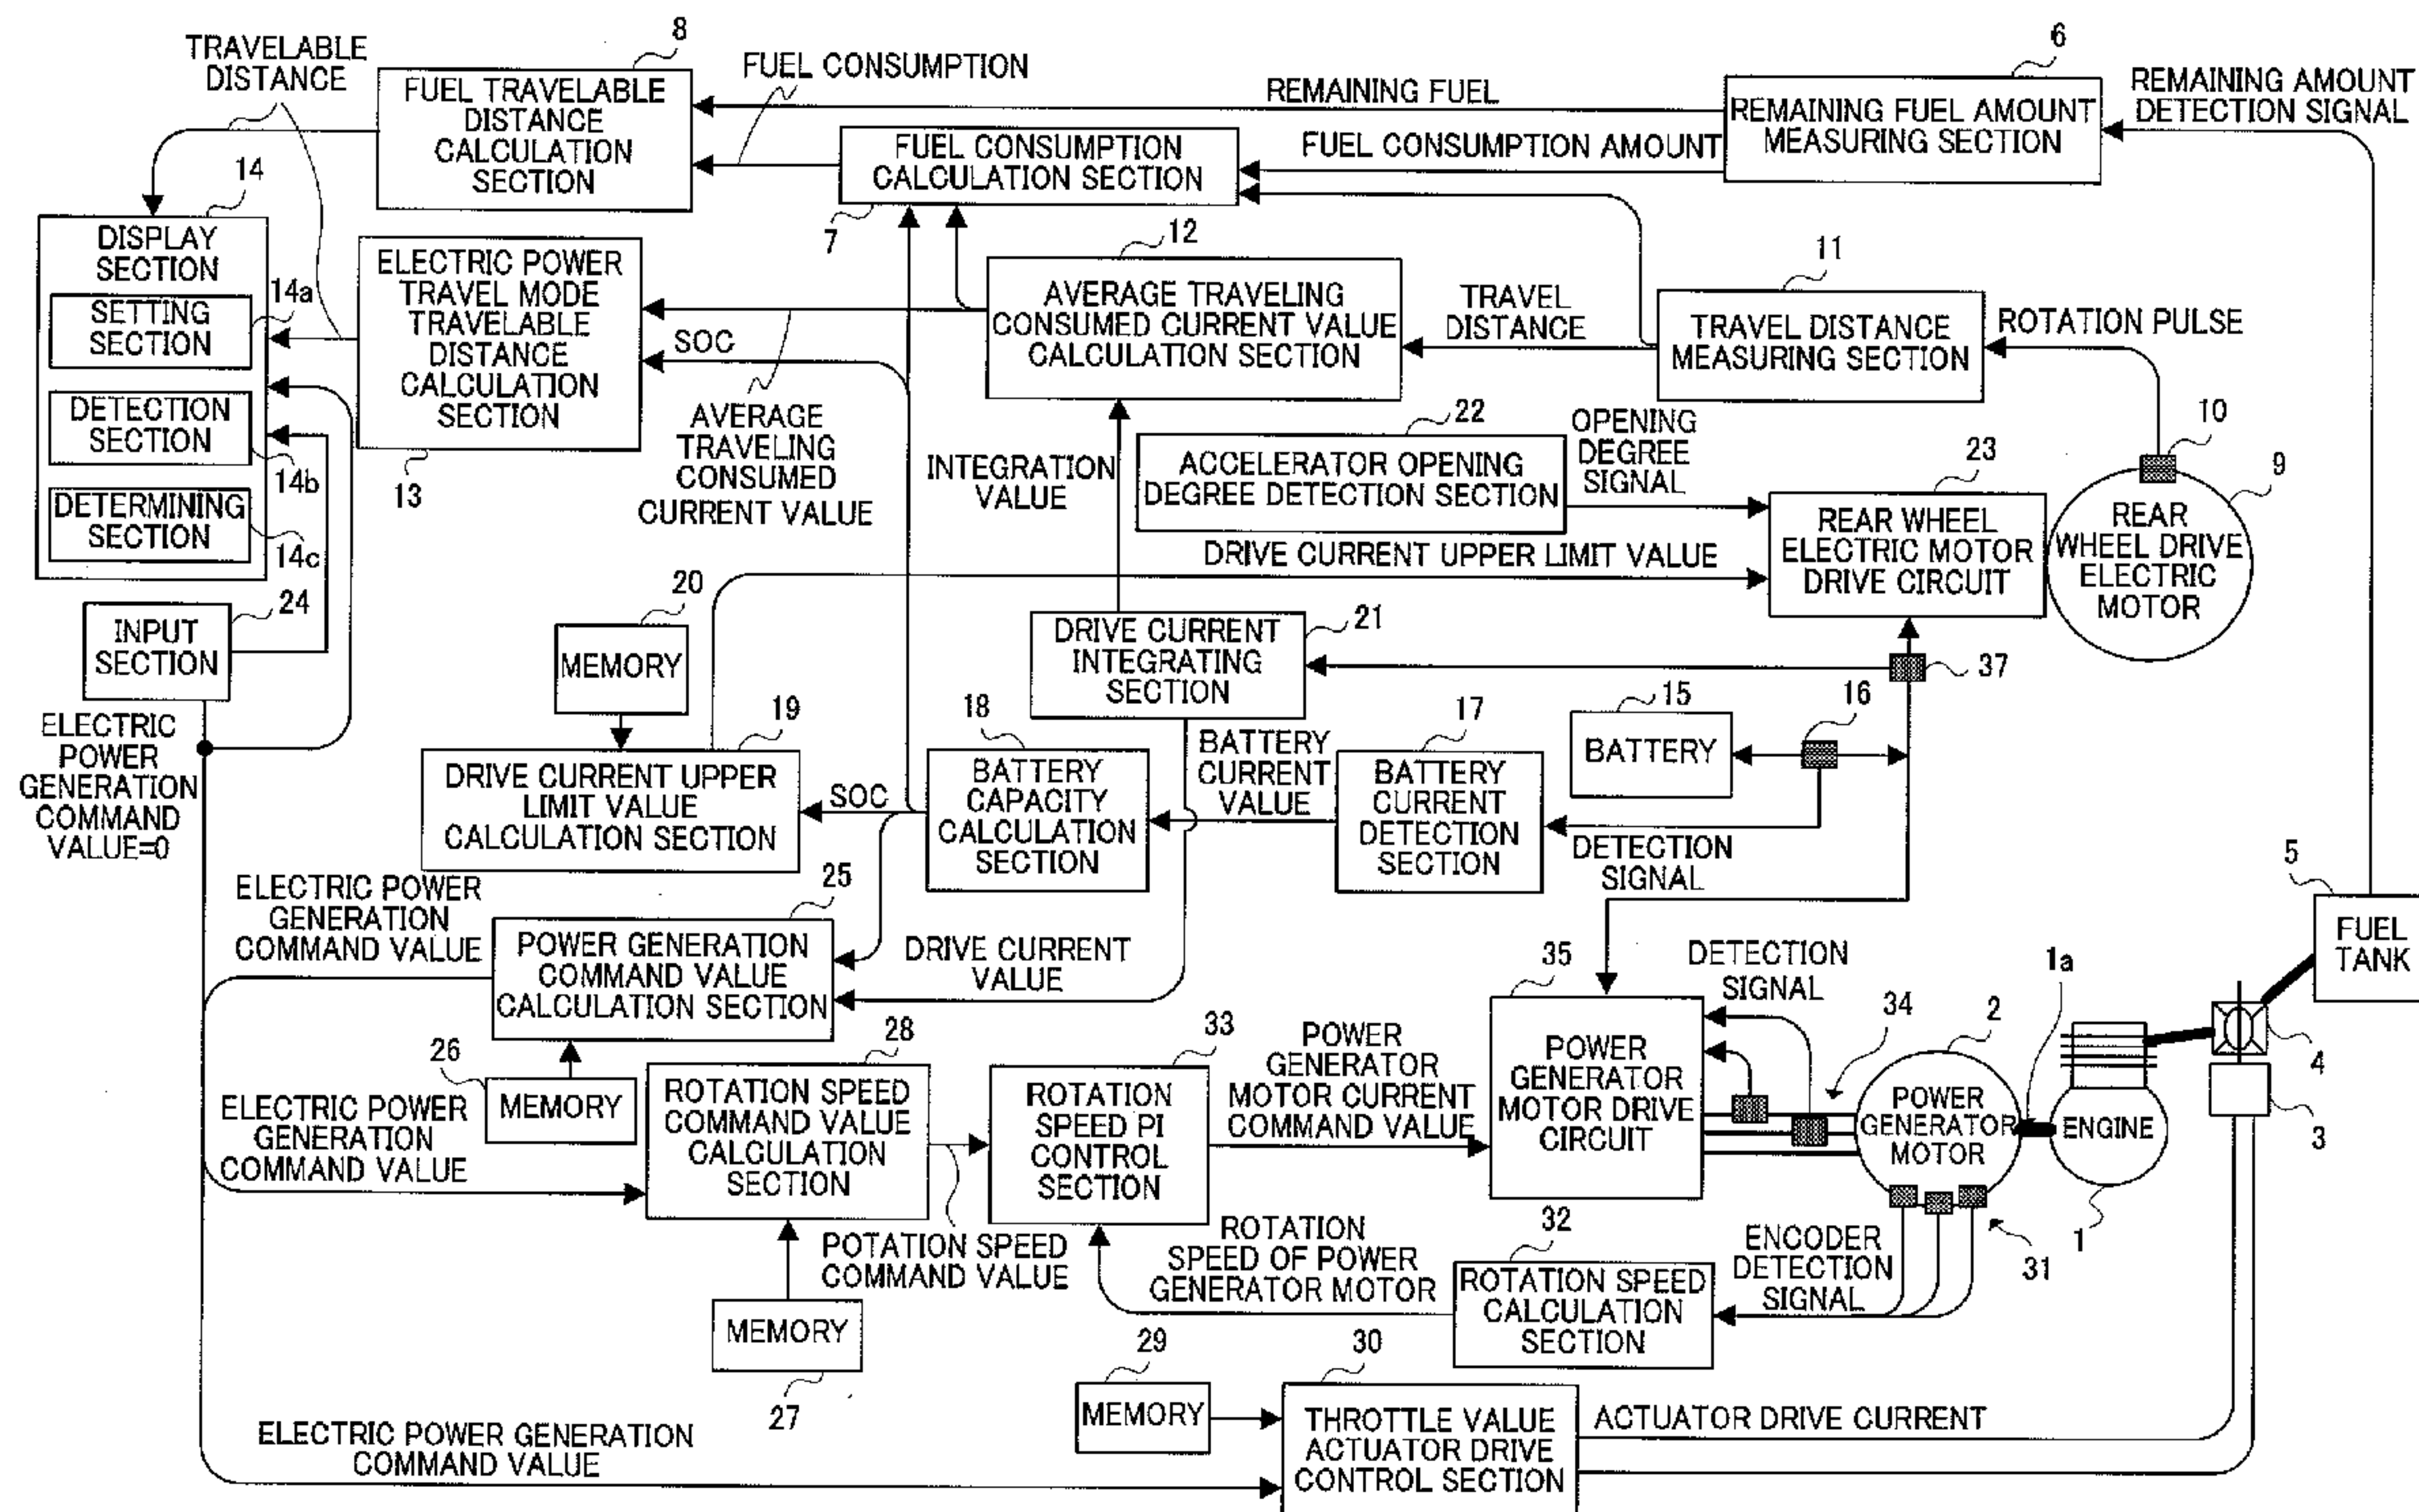 TRAVELABLE
DISTANCE
8
FUEL TRAVELABLE
DISTANCE
CALCULATION
SECTION
FUEL CONSUMPTION
REMAINING FUEL
6
REMAINING FUEL AMOUNT
MEASURING SECTION
REMAINING AMOUNT
DETECTION SIGNAL
FUEL CONSUMPTION
CALCULATION SECTION
7
FUEL CONSUMPTION AMOUNT
14
DISPLAY
SECTION
SETTING
SECTION
14a
DETECTION
SECTION
14b
DETERMINING
SECTION
14c
ELECTRIC POWER
TRAVEL MODE
TRAVELABLE
DISTANCE
CALCULATION
SECTION
13
SOC
AVERAGE
TRAVELING
CONSUMED
CURRENT VALUE
12
AVERAGE TRAVELING
CONSUMED CURRENT VALUE
CALCULATION SECTION
TRAVEL
DISTANCE
11
TRAVEL DISTANCE
MEASURING SECTION
ROTATION PULSE
10
9
REAR
WHEEL DRIVE
ELECTRIC
MOTOR
INTEGRATION
VALUE
22
ACCELERATOR OPENING
DEGREE DETECTION SECTION
OPENING
DEGREE
SIGNAL
23
REAR WHEEL
ELECTRIC MOTOR
DRIVE CIRCUIT
DRIVE CURRENT UPPER LIMIT VALUE
24
INPUT
SECTION
20
MEMORY
21
DRIVE CURRENT
INTEGRATING
SECTION
37
ELECTRIC
POWER
GENERATION
COMMAND
VALUE=0
19
DRIVE CURRENT UPPER
LIMIT VALUE
CALCULATION SECTION
SOC
18
BATTERY
CAPACITY
CALCULATION
SECTION
BATTERY
CURRENT
VALUE
17
BATTERY
CURRENT
DETECTION
SECTION
15
BATTERY
16
DETECTION
SIGNAL
5
FUEL
TANK
ELECTRIC POWER
GENERATION
COMMAND VALUE
25
POWER GENERATION
COMMAND VALUE
CALCULATION SECTION
DRIVE CURRENT
VALUE
26
MEMORY
ELECTRIC POWER
GENERATION
COMMAND VALUE
28
ROTATION SPEED
COMMAND VALUE
CALCULATION
SECTION
POTATION SPEED
COMMAND VALUE
33
ROTATION
SPEED PI
CONTROL
SECTION
POWER
GENERATOR
MOTOR CURRENT
COMMAND VALUE
35
POWER
GENERATOR
MOTOR DRIVE
CIRCUIT
DETECTION
SIGNAL
34
2
POWER
GENERATOR
MOTOR
1a
ENGINE
1
4
3
27
MEMORY
ROTATION
SPEED OF POWER
GENERATOR MOTOR
32
ROTATION SPEED
CALCULATION
SECTION
ENCODER
DETECTION
SIGNAL
31
29
MEMORY
30
THROTTLE VALUE
ACTUATOR DRIVE
CONTROL SECTION
ACTUATOR DRIVE CURRENT
ELECTRIC POWER GENERATION
COMMAND VALUE